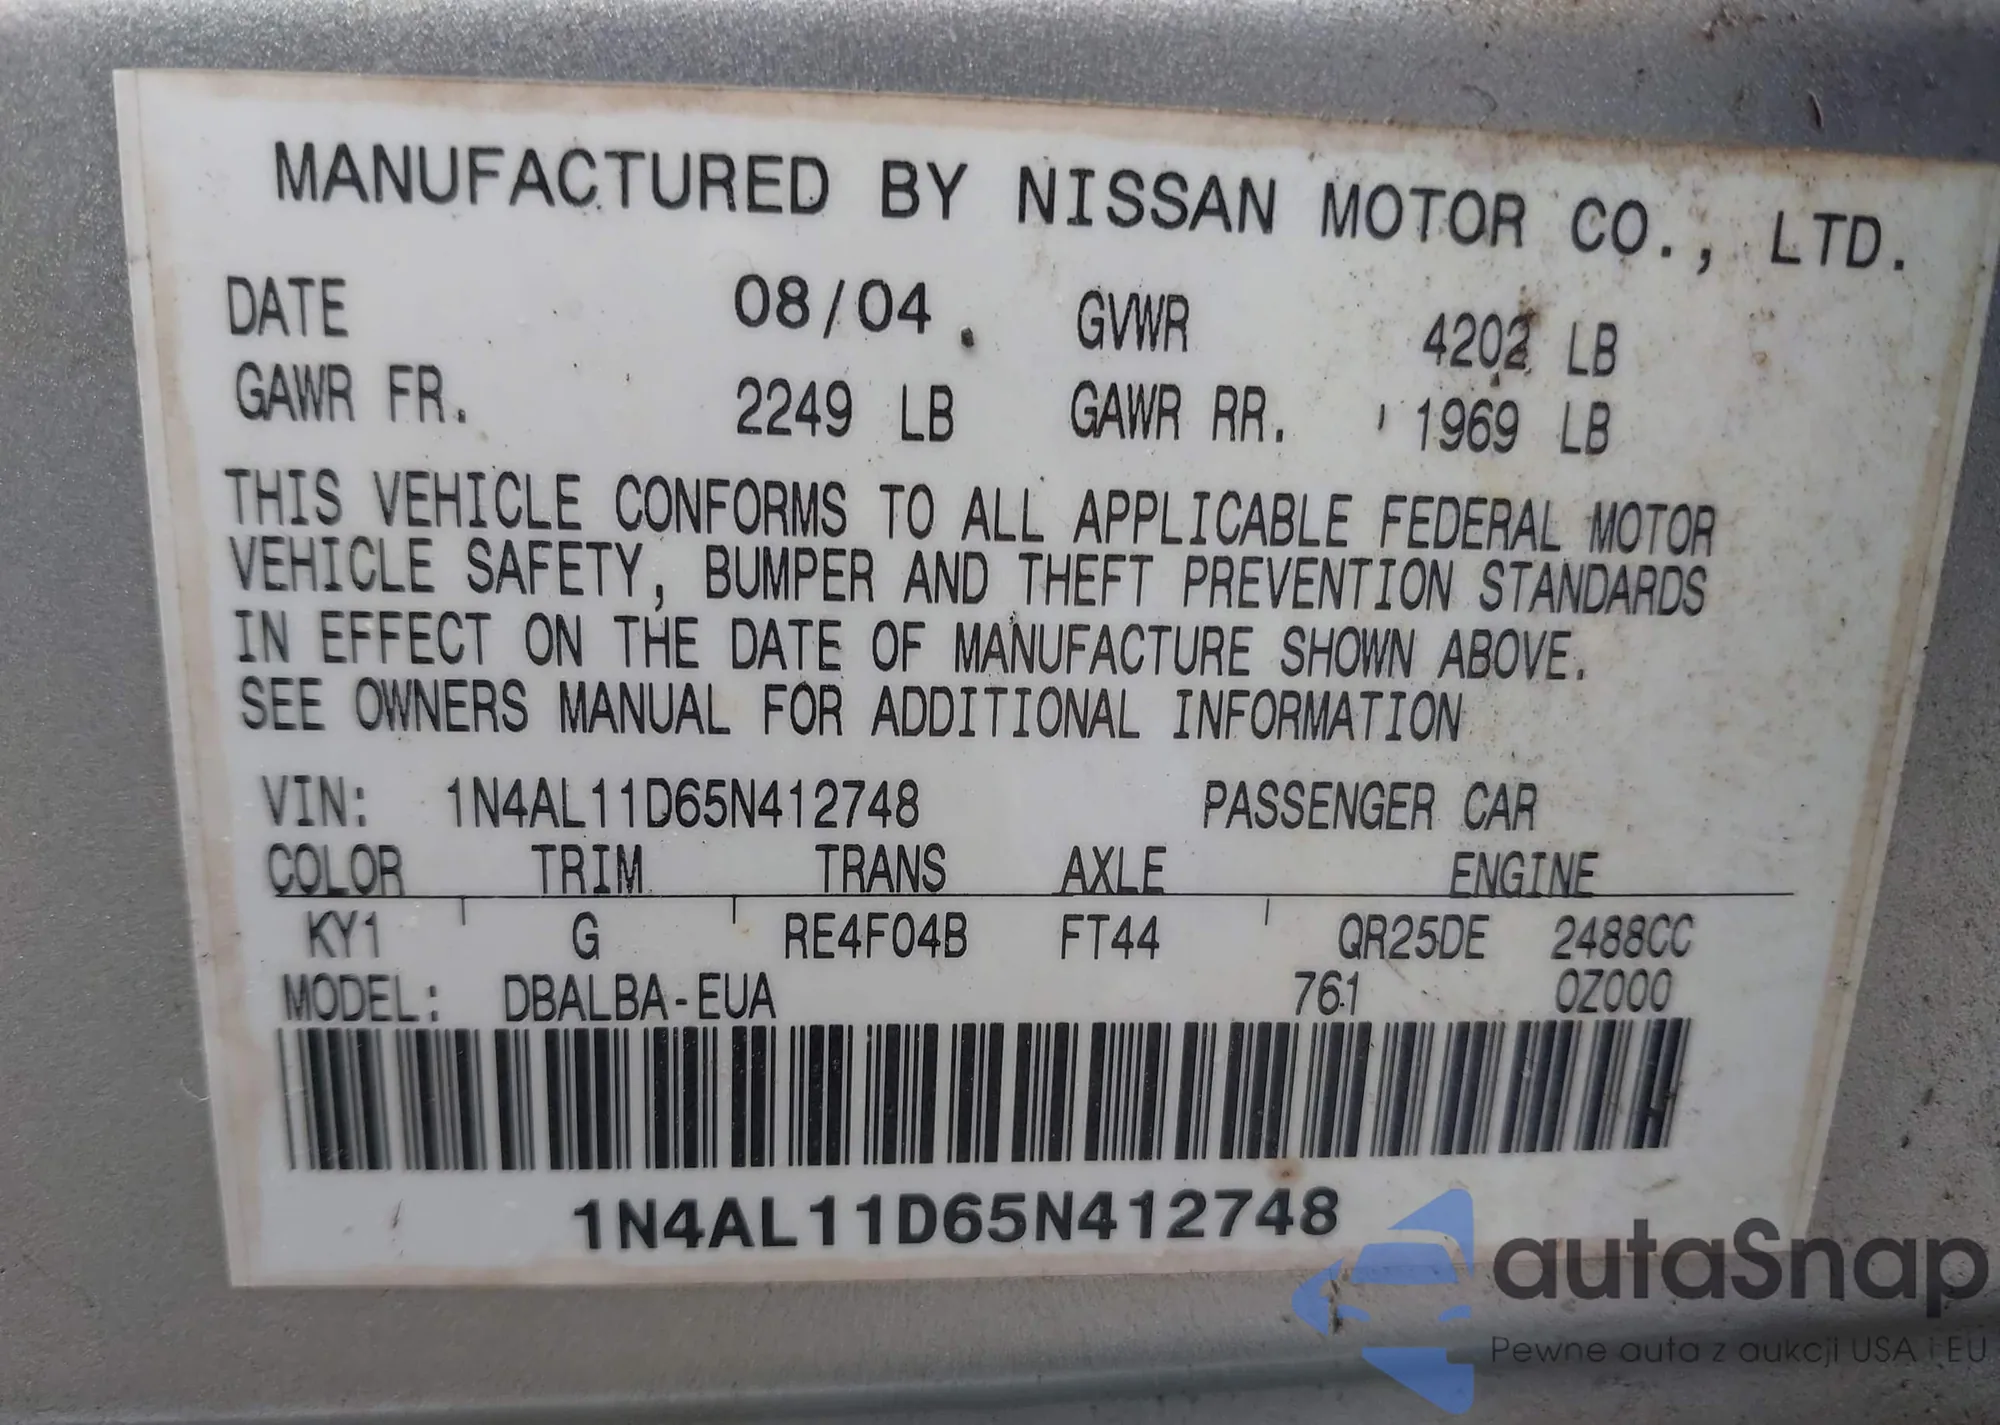 MANUFACTURED BY NISSAN MOTOR CO., LTD.
DATE 08/04 GVWR 4202 LB
GAWR FR. 2249 LB GAWR RR. 1969 LB
THIS VEHICLE CONFORMS TO ALL APPLICABLE FEDERAL MOTOR
VEHICLE SAFETY, BUMPER AND THEFT PREVENTION STANDARDS
IN EFFECT ON THE DATE OF MANUFACTURE SHOWN ABOVE.
SEE OWNERS MANUAL FOR ADDITIONAL INFORMATION
VIN: 1N4AL11D65N412748 PASSENGER CAR
COLOR TRIM TRANS AXLE ENGINE
KY1 G RE4F04B FT44 QR25DE 2488CC
MODEL: DBALBA-EUA 761 0Z000
1N4AL11D65N412748
autaSnap
Pewne auta z aukcji USA i EU